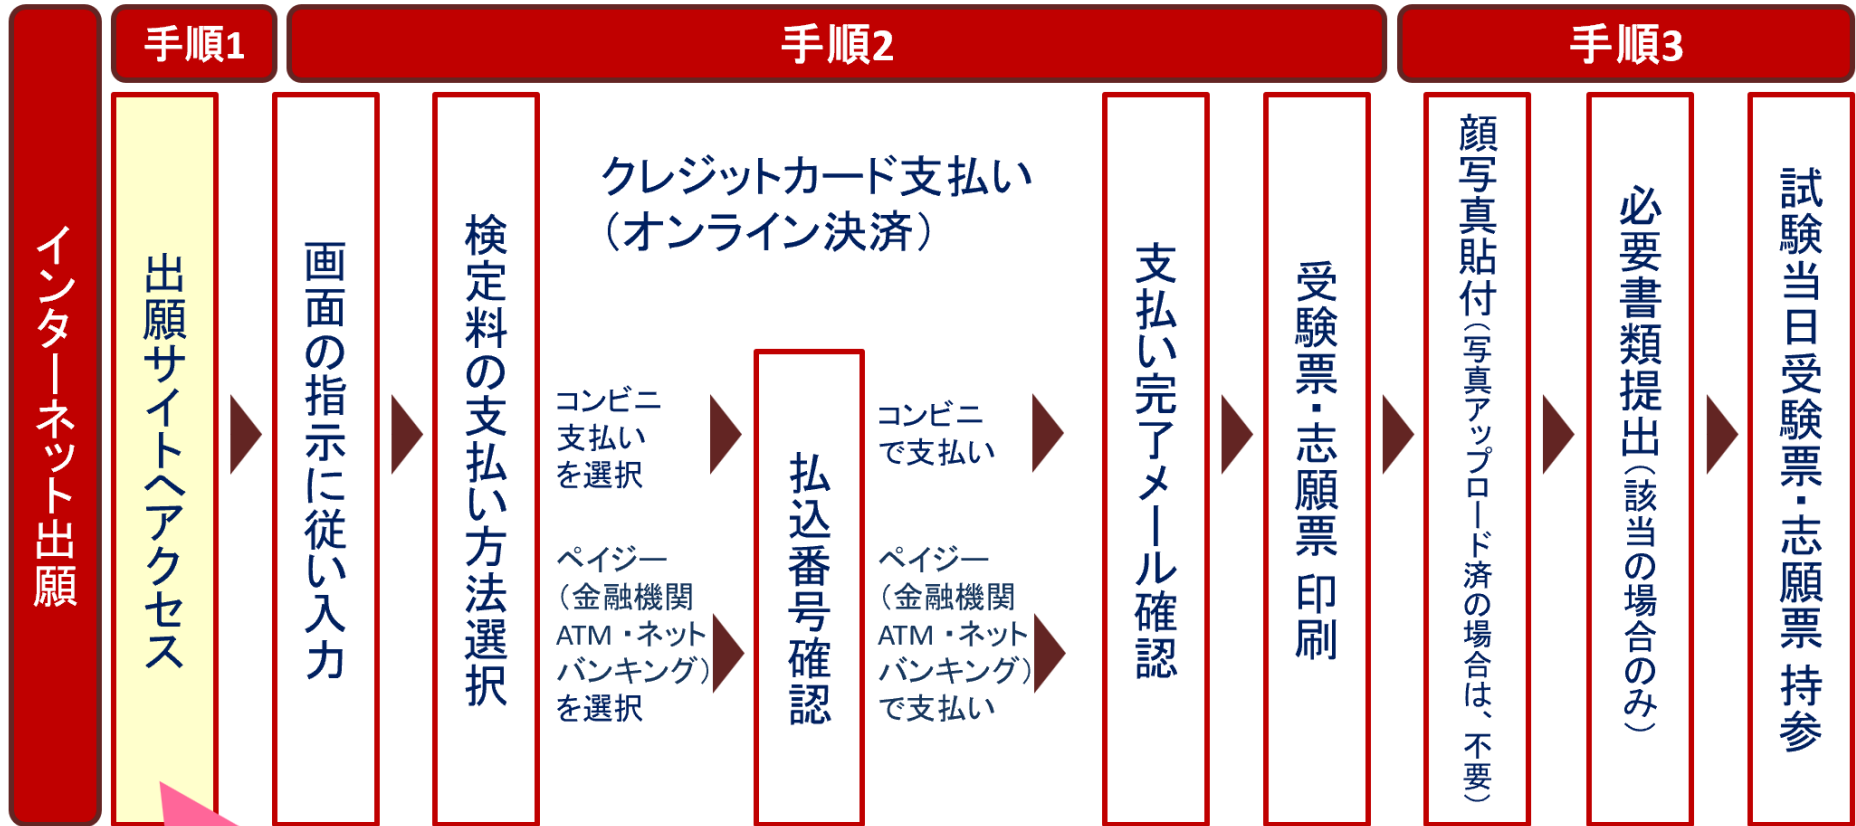 インターネット出願
手順1
手順2
手順3
出願サイトへアクセス
画面の指示に従い入力
検定料の支払い方法選択
クレジットカード支払い
（オンライン決済）
コンビニ
支払い
を選択
ペイジー
（金融機関
ATM・ネット
バンキング）
を選択
払込番号確認
コンビニ
で支払い
ペイジー
（金融機関
ATM・ネット
バンキング）
で支払い
支払い完了メール確認
受験票・志願票 印刷
顔写真貼付（写真アップロード済の場合は、不要）
必要書類提出（該当の場合のみ）
試験当日受験票・志願票 持参